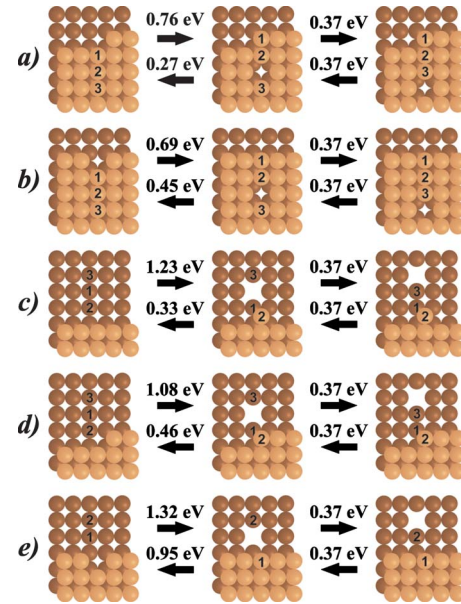 0.76 eV 0.37 eV
a) 1 1 1
2 2 2
0.27 eV 0.37 eV
3 3 3
0.69 eV 0.37 eV
b) 1 1 1
2 2 2
0.45 eV 0.37 eV
3 3 3
1.23 eV 0.37 eV
c) 3 3
1 3
2 1 2 1 2
0.33 eV 0.37 eV
1.08 eV 0.37 eV
d) 3 3
1 3
2 1 2 1 2
0.46 eV 0.37 eV
1.32 eV 0.37 eV
e) 2 2
1 2
0.95 eV 0.37 eV
1 1